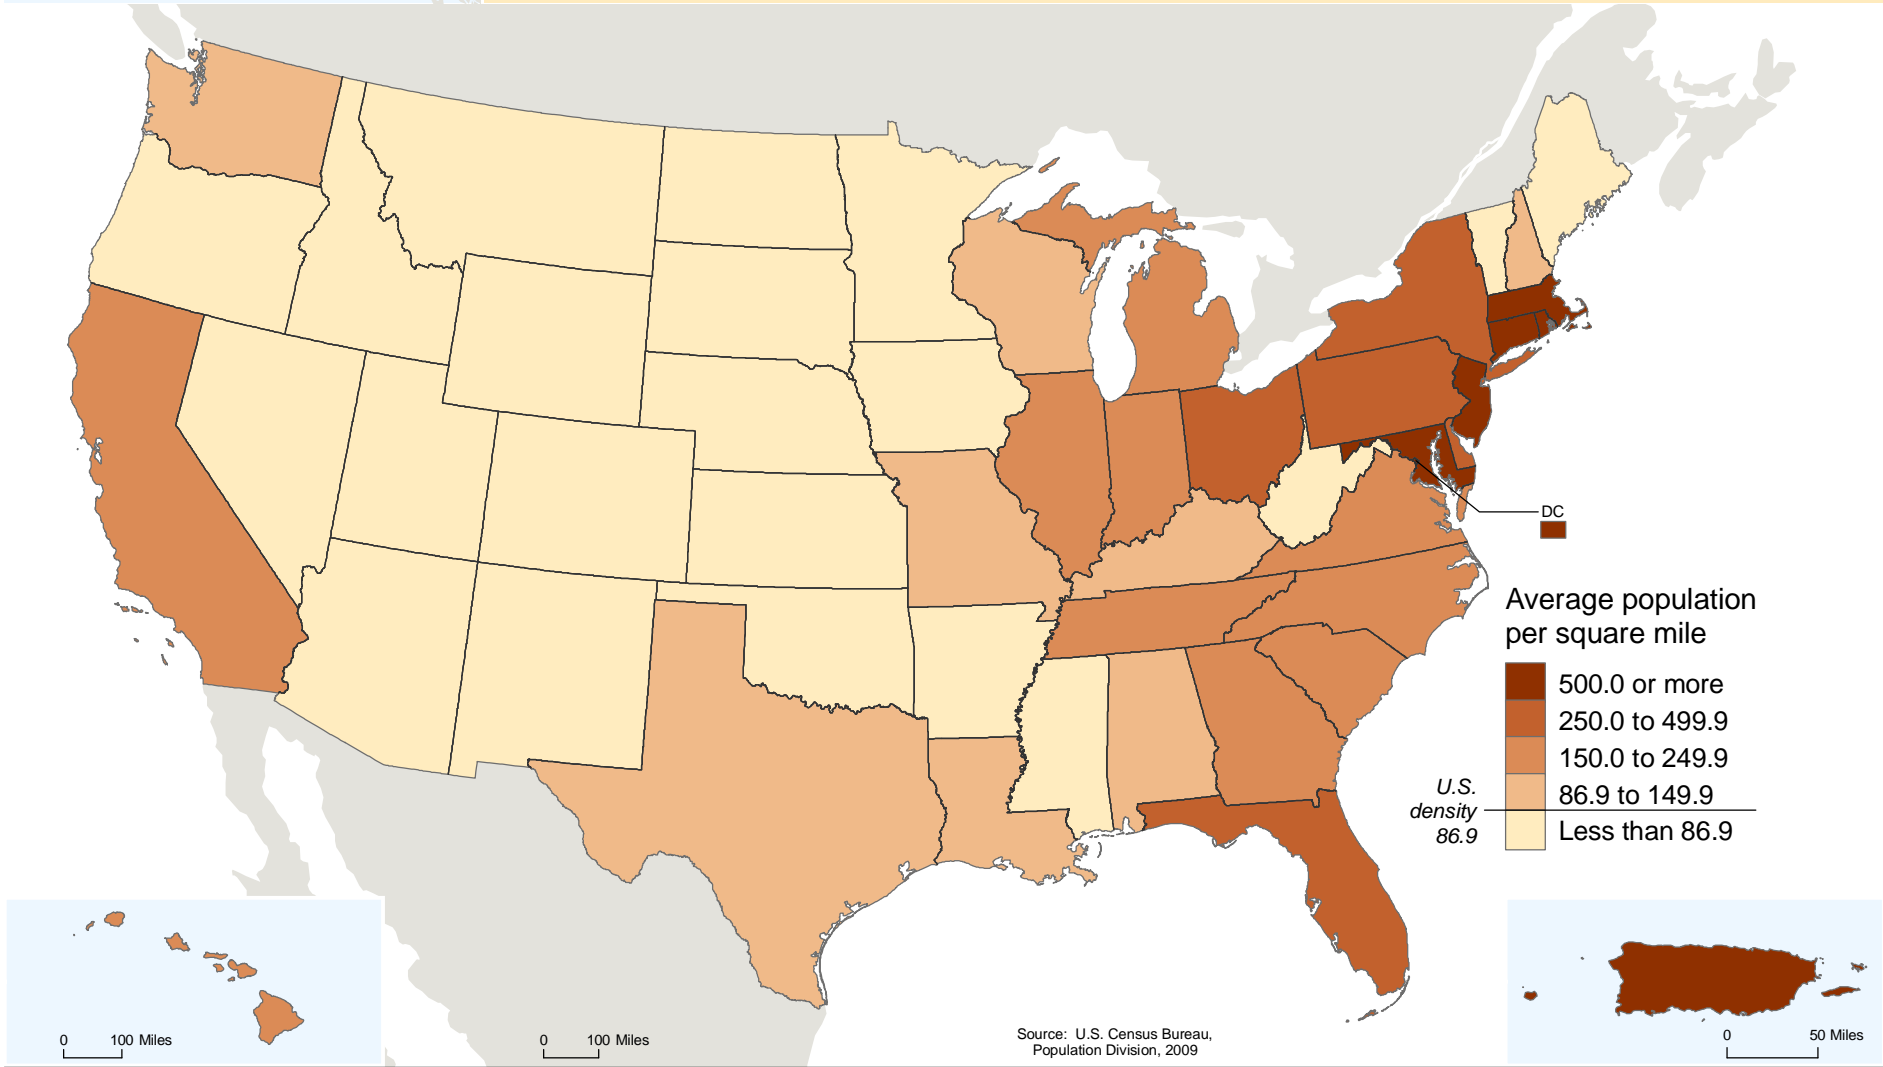 DC
Average population
per square mile
500.0 or more
250.0 to 499.9
150.0 to 249.9
86.9 to 149.9
Less than 86.9
U.S.
density
86.9
0 100 Miles
0 100 Miles
Source: U.S. Census Bureau,
Population Division, 2009
0 50 Miles